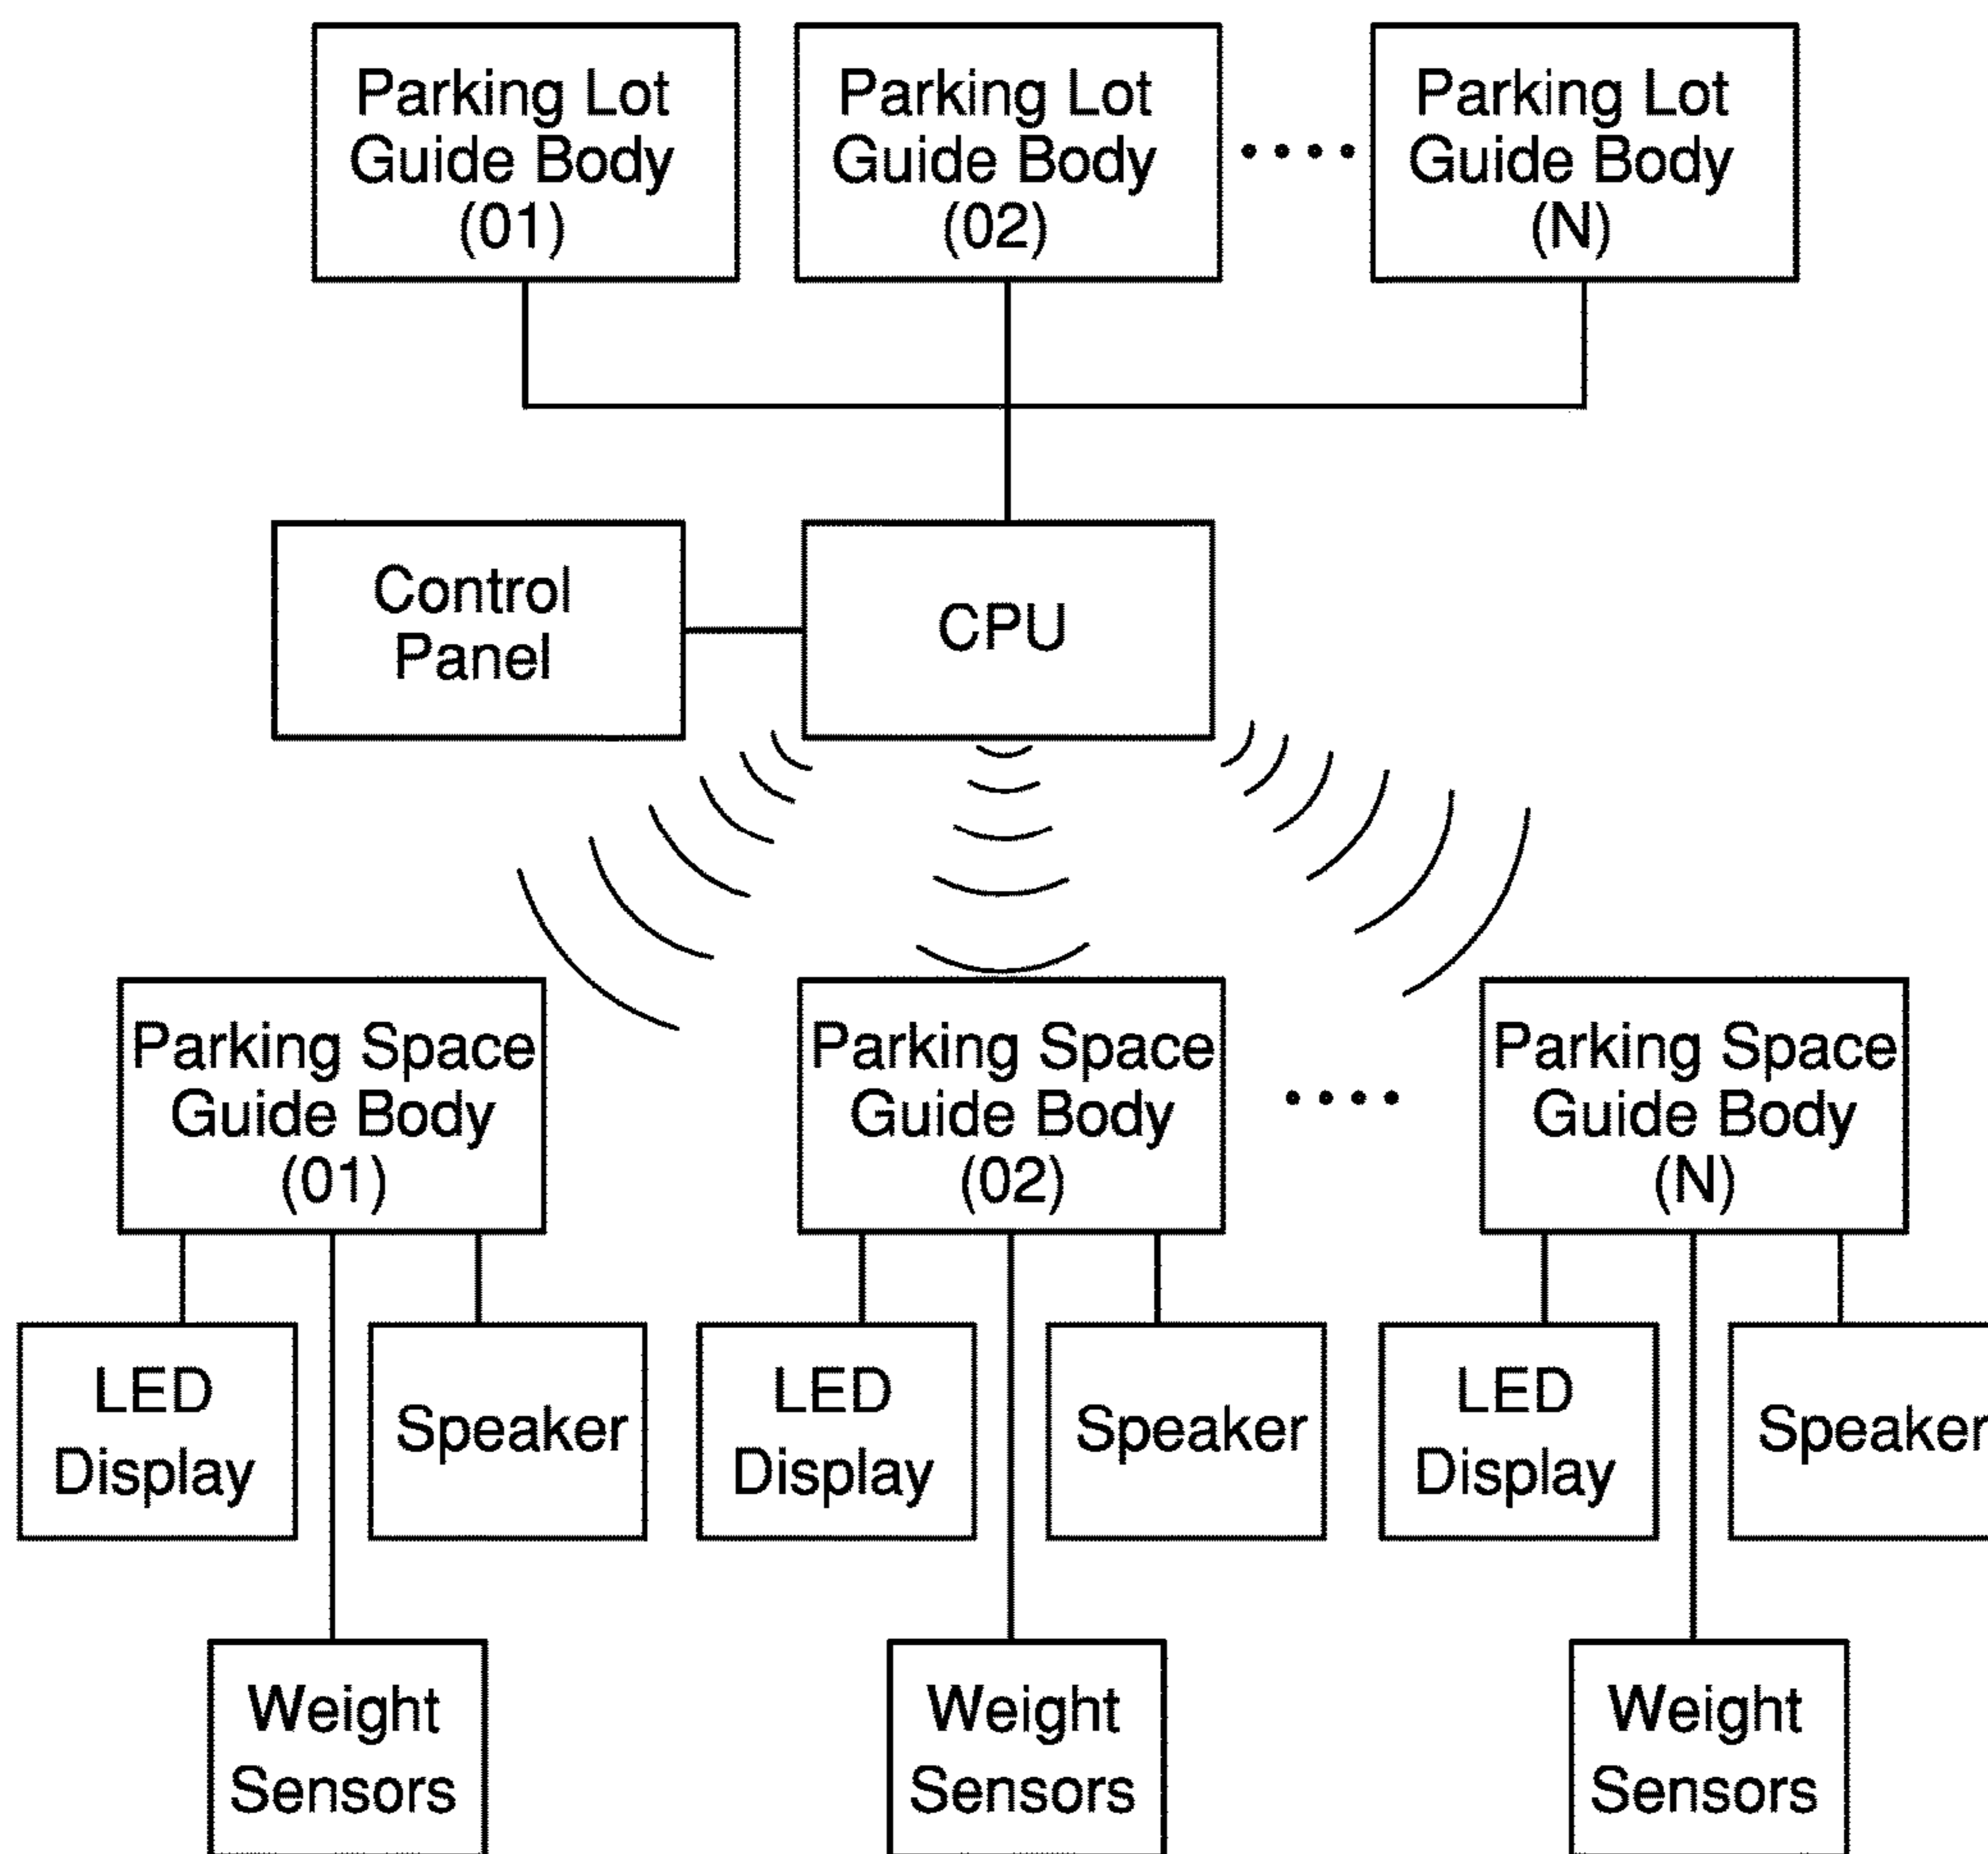 Parking Lot
Guide Body
(01)
Parking Lot
Guide Body
(02)
Parking Lot
Guide Body
(N)
Control
Panel
CPU
Parking Space
Guide Body
(01)
Parking Space
Guide Body
(02)
Parking Space
Guide Body
(N)
LED
Display
Speaker
LED
Display
Speaker
LED
Display
Speaker
Weight
Sensors
Weight
Sensors
Weight
Sensors